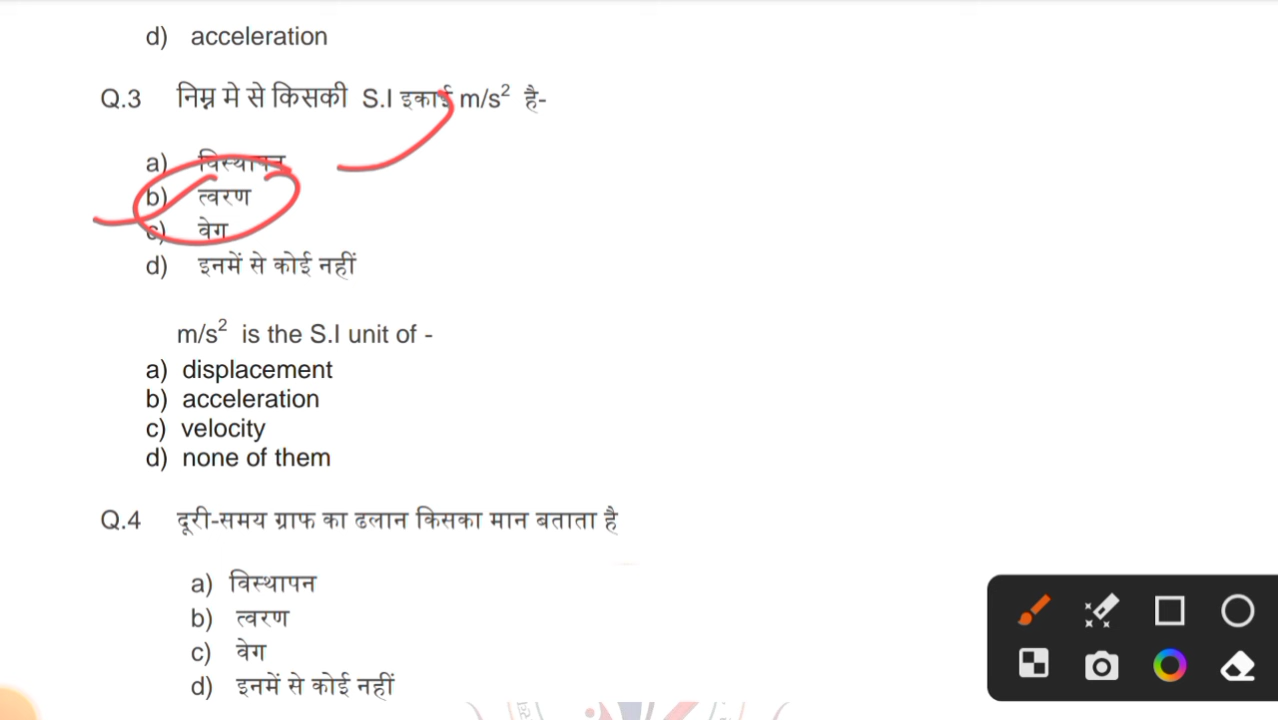 d) acceleration
Q.3 निम्न मे से किसकी S.I इकाई m/s² है-
a) विस्थापन
b) त्वरण
c) वेग
d) इनमें से कोई नहीं
m/s² is the S.I unit of -
a) displacement
b) acceleration
c) velocity
d) none of them
Q.4 दूरी-समय ग्राफ का ढलान किसका मान बताता है
a) विस्थापन
b) त्वरण
c) वेग
d) इनमें से कोई नहीं